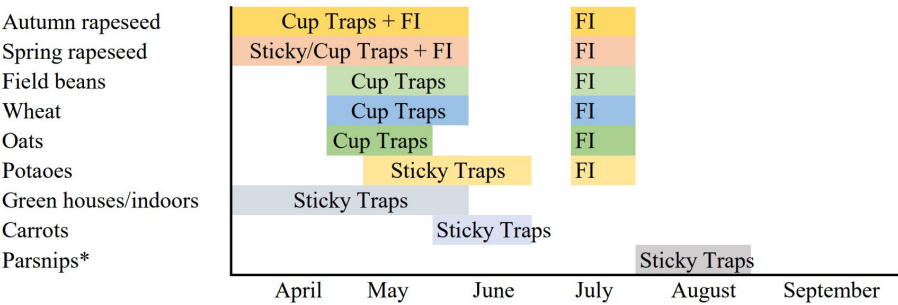 Autumn rapeseed Cup Traps + FI FI
Spring rapeseed Sticky/Cup Traps + FI FI
Field beans Cup Traps FI
Wheat Cup Traps FI
Oats Cup Traps FI
Potaoes Sticky Traps FI
Green houses/indoors Sticky Traps
Carrots Sticky Traps
Parsnips* Sticky Traps
April May June July August September